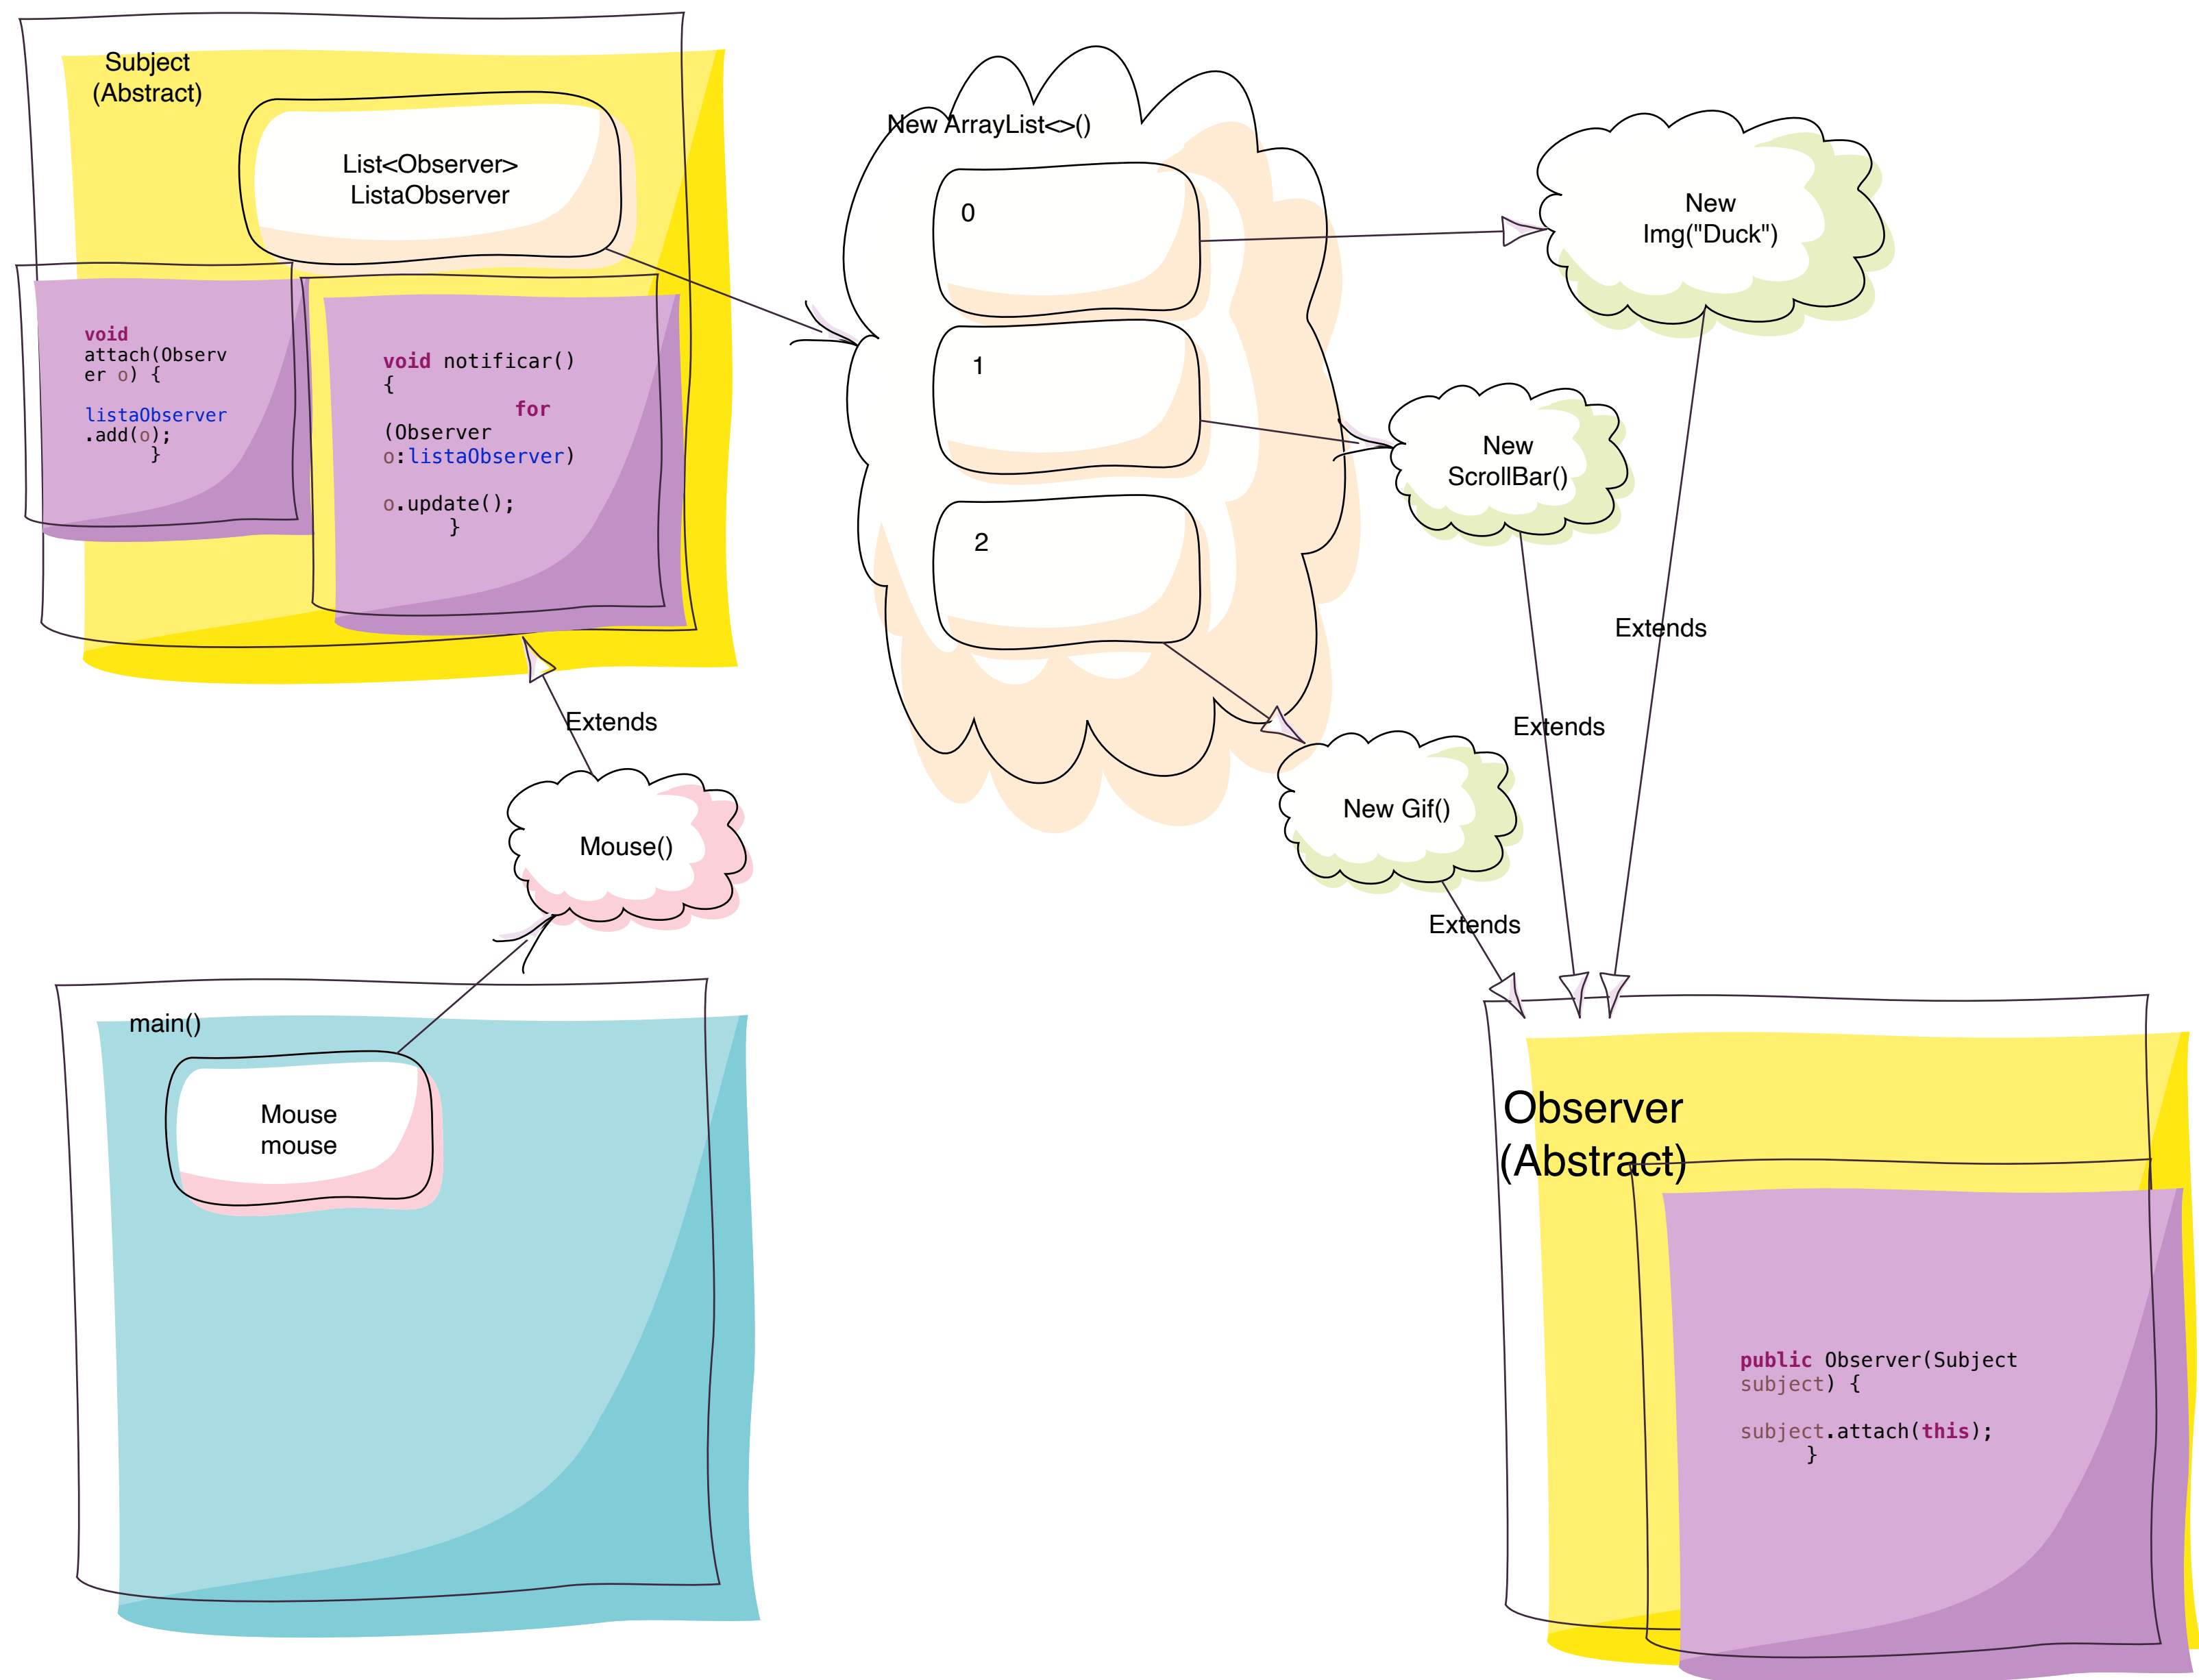 Subject
(Abstract)
List<Observer>
ListaObserver
void
attach(Observ
er o) {
listaObserver
.add(o);
}
void notificar()
{
for
(Observer
o:listaObserver)
o.update();
}
New ArrayList<>()
0
1
2
New
Img("Duck")
New
ScrollBar()
New Gif()
Extends
Extends
Extends
Extends
Mouse()
main()
Mouse
mouse
Observer
(Abstract)
public Observer(Subject
subject) {
subject.attach(this);
}